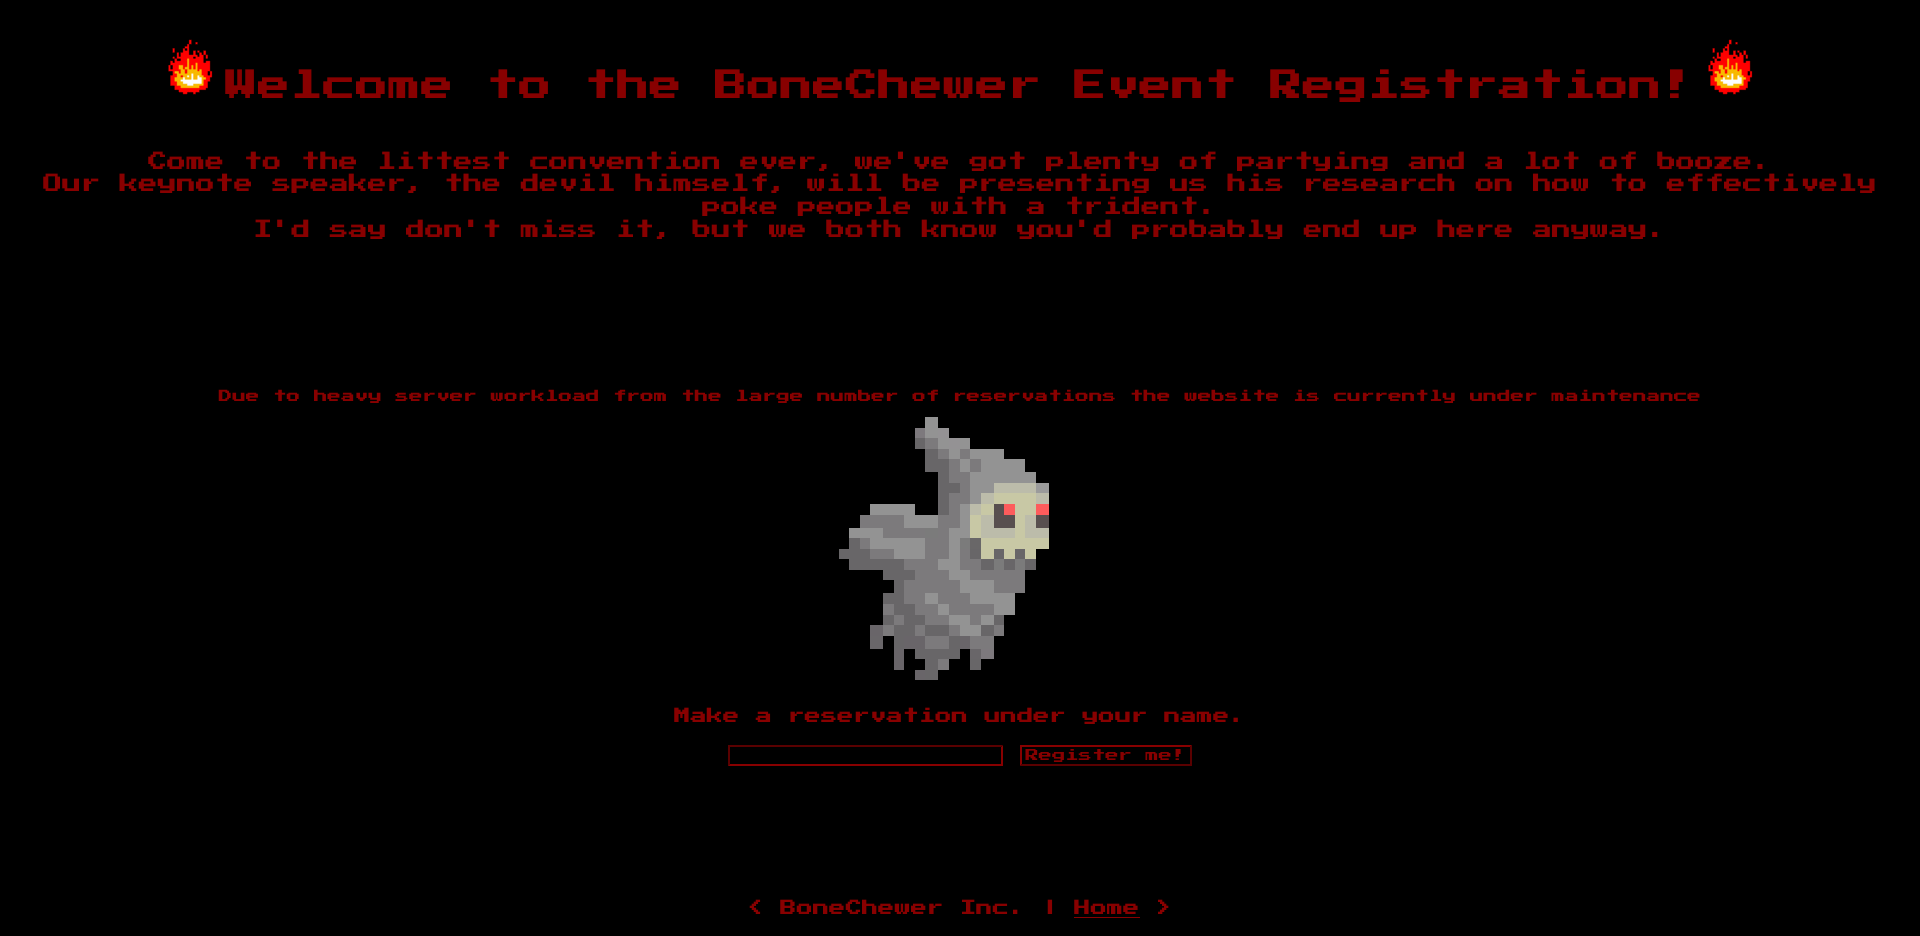 Welcome to the BoneChewer Event Registration!
Come to the littest convention ever, we've got plenty of partying and a lot of booze.
Our keynote speaker, the devil himself, will be presenting us his research on how to effectively
poke people with a trident.
I'd say don't miss it, but we both know you'd probably end up here anyway.
Due to heavy server workload from the large number of reservations the website is currently under maintenance
Make a reservation under your name.
Register me!
< BoneChewer Inc. | Home >